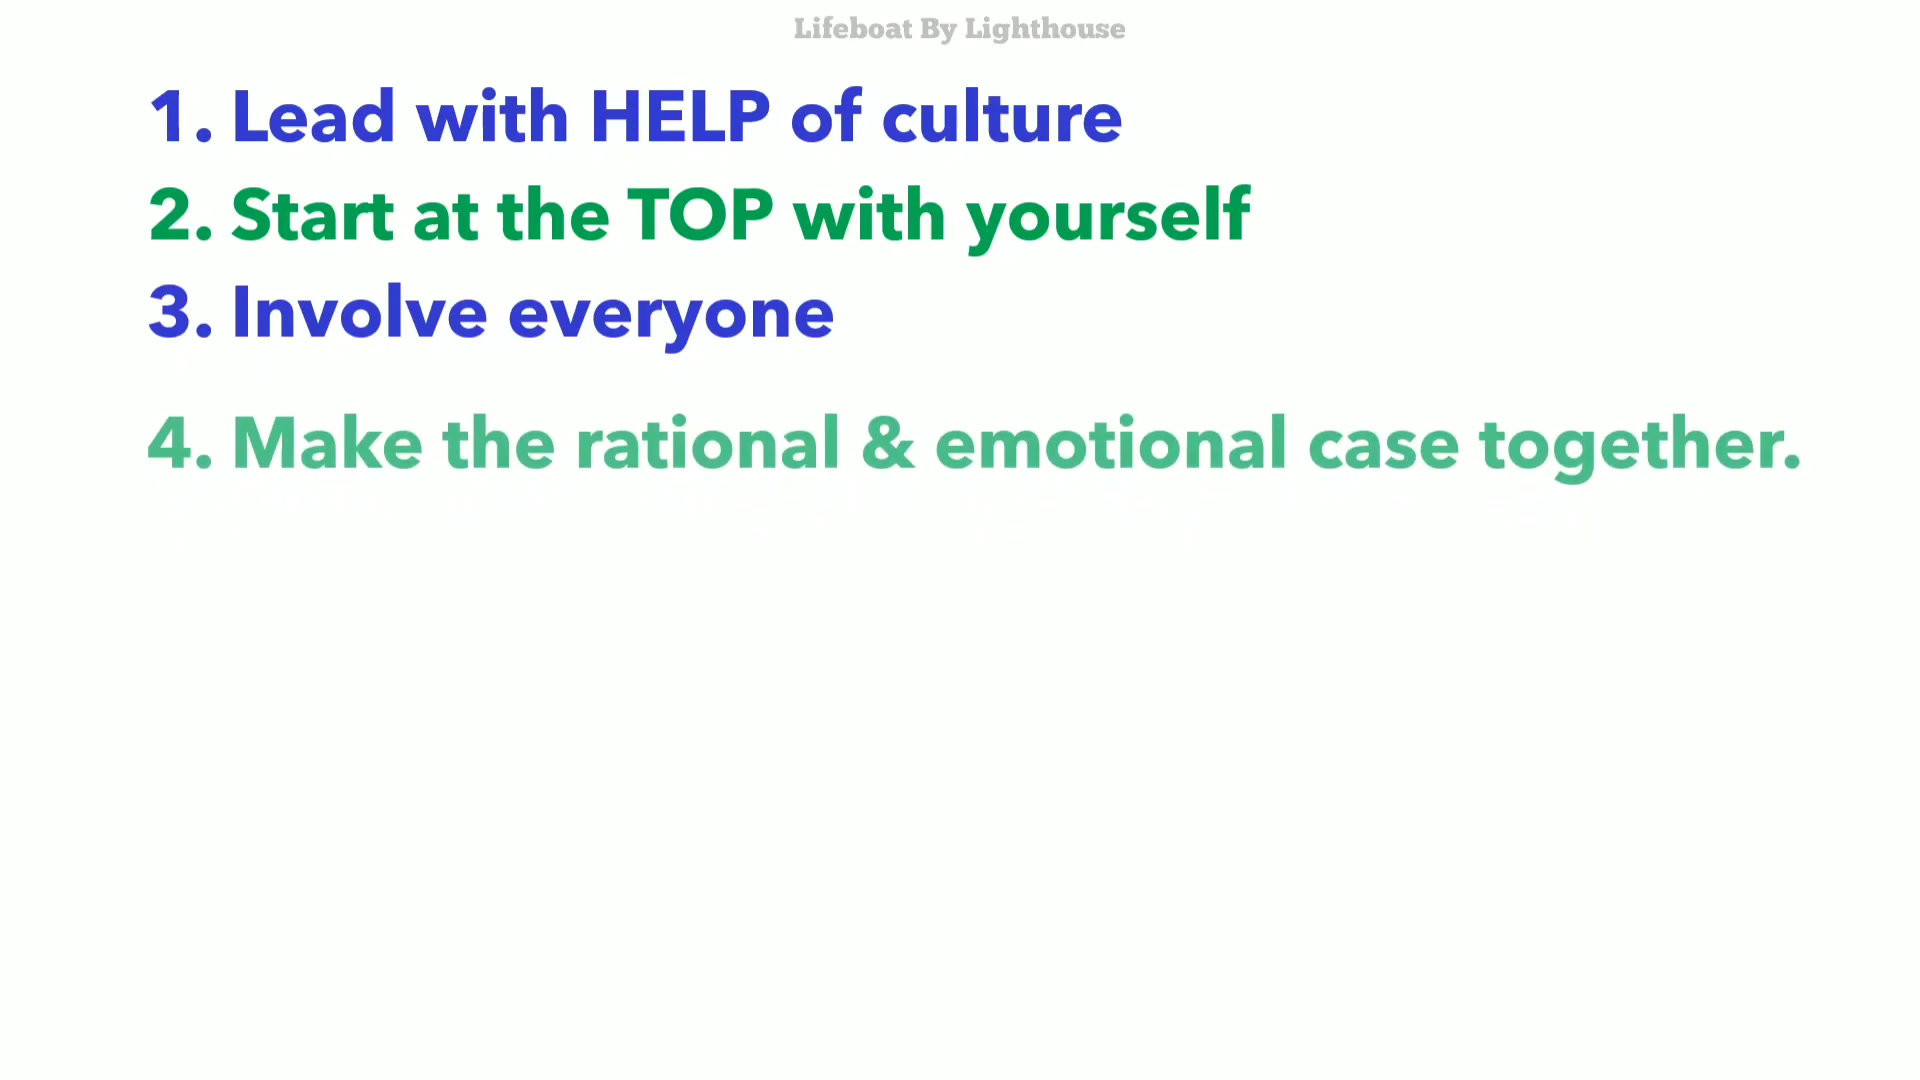 Lifeboat By Lighthouse
1. Lead with HELP of culture
2. Start at the TOP with yourself
3. Involve everyone
4. Make the rational & emotional case together.